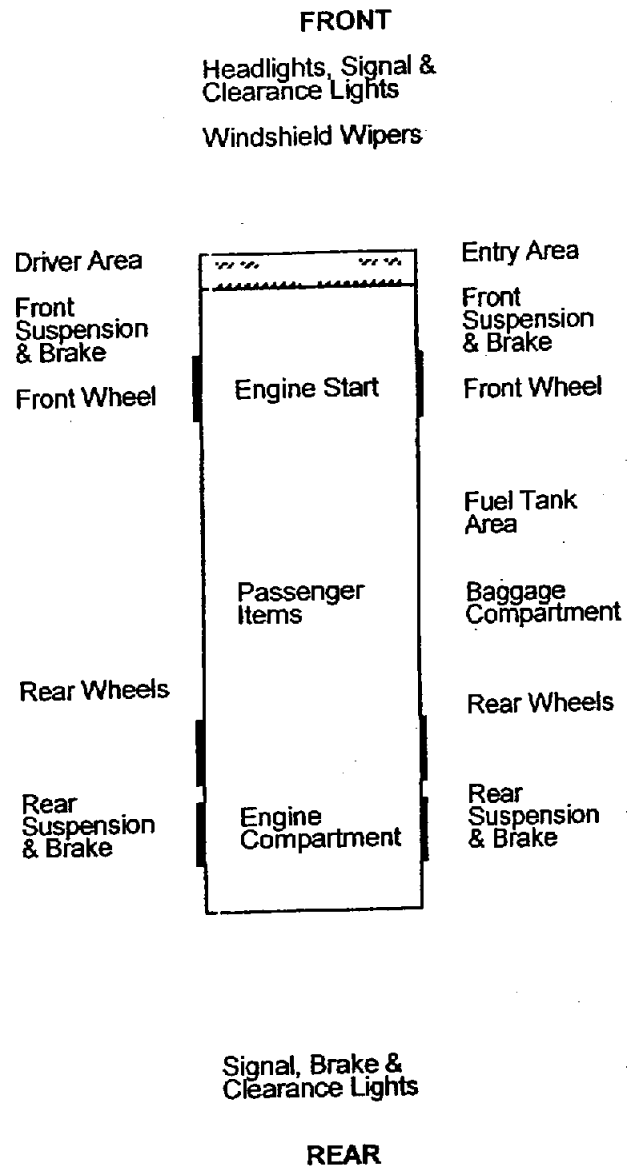 FRONT
Headlights, Signal &
Clearance Lights
Windshield Wipers
Driver Area
Entry Area
Front
Suspension
& Brake
Front
Suspension
& Brake
Front Wheel
Engine Start
Front Wheel
Fuel Tank
Area
Passenger
Items
Baggage
Compartment
Rear Wheels
Rear Wheels
Rear
Suspension
& Brake
Engine
Compartment
Rear
Suspension
& Brake
Signal, Brake &
Clearance Lights
REAR